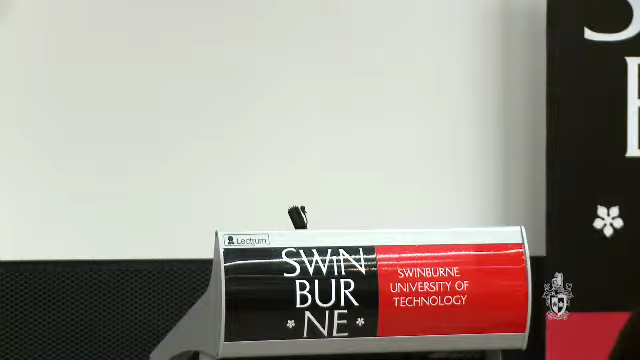 Lectrum
SWIN
BUR
NE
SWINBURNE
UNIVERSITY OF
TECHNOLOGY